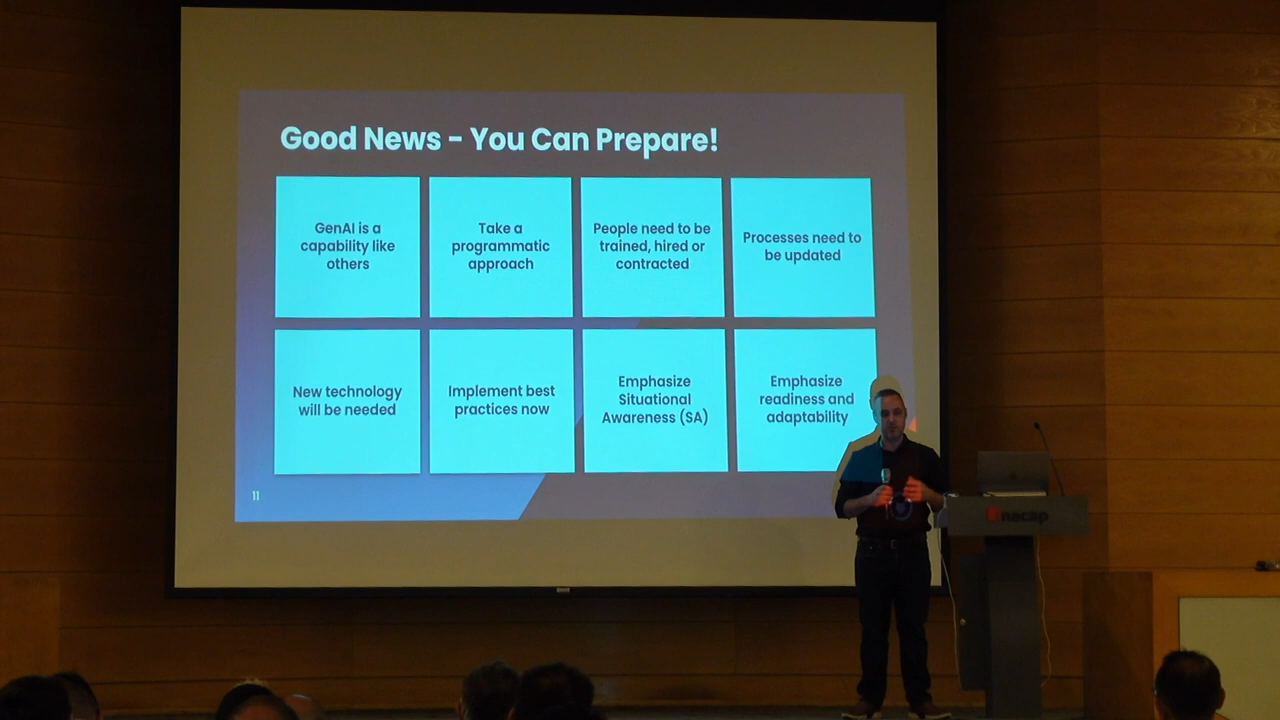 Good News - You Can Prepare!
GenAI is a
capability like
others
Take a
programmatic
approach
People need to be
trained, hired or
contracted
Processes need to
be updated
New technology
will be needed
Implement best
practices now
Emphasize
Situational
Awareness (SA)
Emphasize
readiness and
adaptability
11
inacap